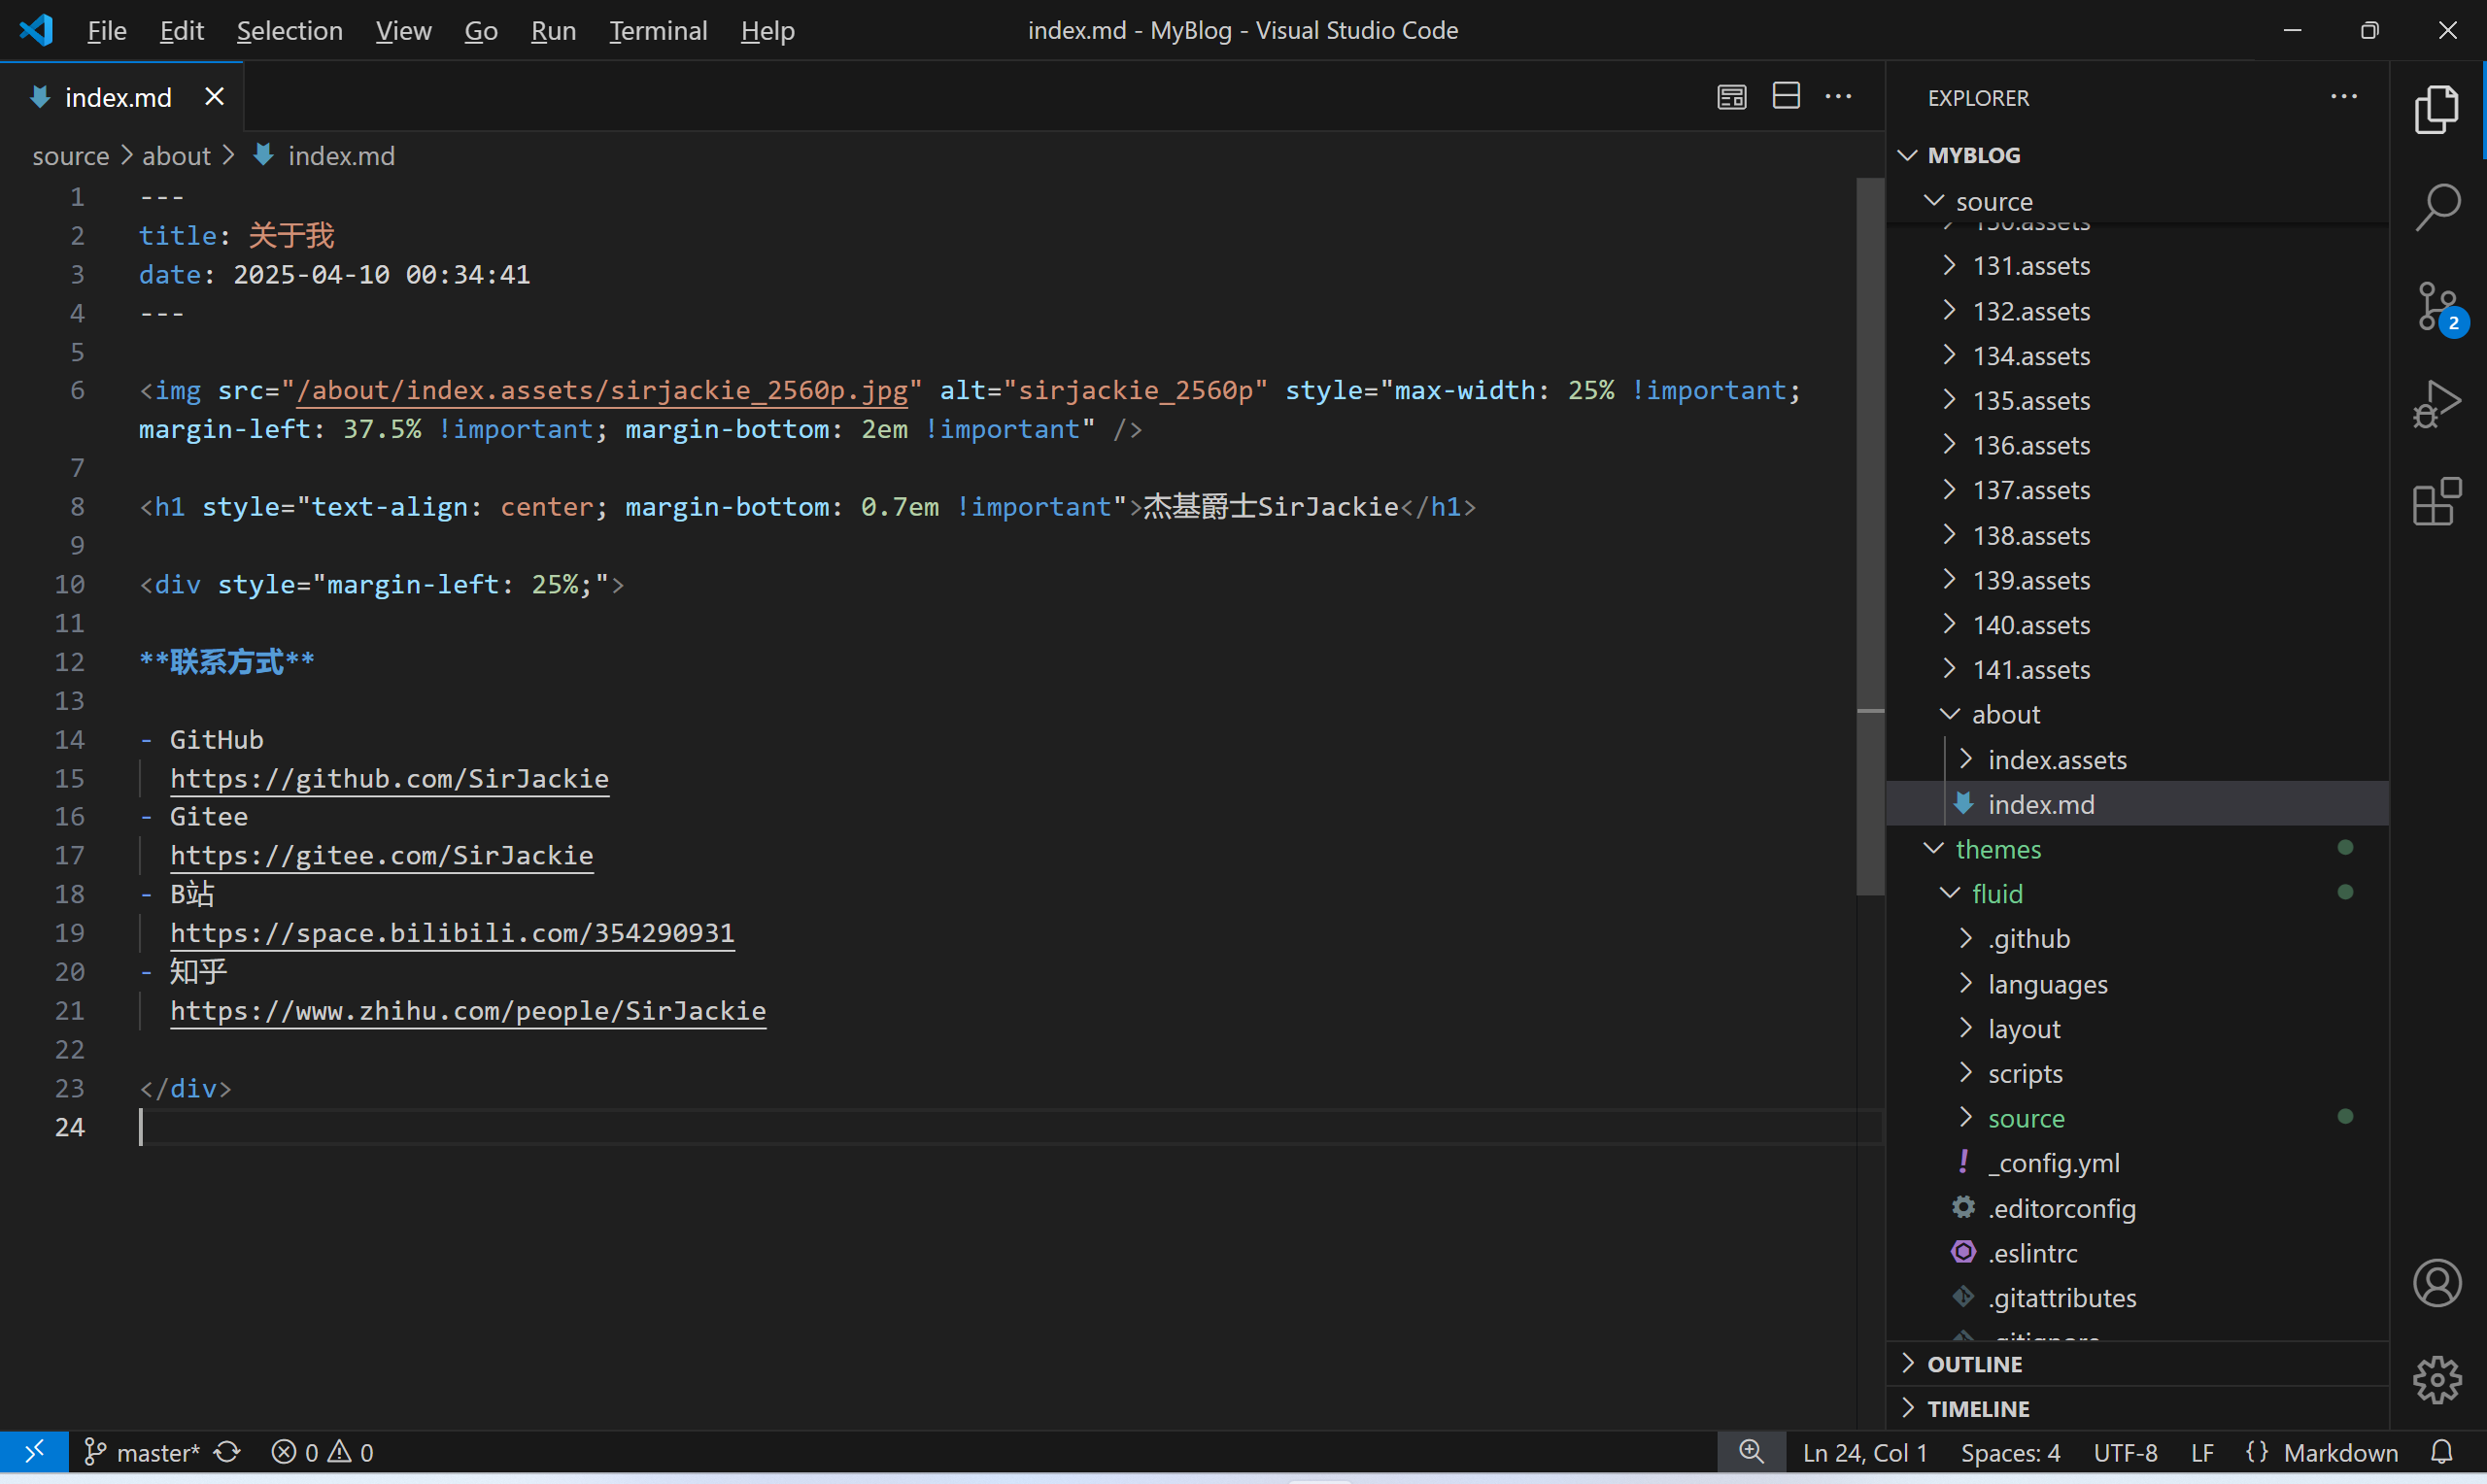 File Edit Selection View Go Run Terminal Help
index.md - MyBlog - Visual Studio Code
index.md
source > about > index.md
1 ---
2 title: 关于我
3 date: 2025-04-10 00:34:41
4 ---
5
6 <img src="/about/index.assets/sirjackie_2560p.jpg" alt="sirjackie_2560p" style="max-width: 25% !important;
margin-left: 37.5% !important; margin-bottom: 2em !important" />
7
8 <h1 style="text-align: center; margin-bottom: 0.7em !important">杰基爵士SirJackie</h1>
9
10 <div style="margin-left: 25%;">
11
12 **联系方式**
13
14 - GitHub
15 https://github.com/SirJackie
16 - Gitee
17 https://gitee.com/SirJackie
18 - B站
19 https://space.bilibili.com/354290931
20 - 知乎
21 https://www.zhihu.com/people/SirJackie
22
23 </div>
24
EXPLORER
MYBLOG
source
130.assets
131.assets
132.assets
134.assets
135.assets
136.assets
137.assets
138.assets
139.assets
140.assets
141.assets
about
index.assets
index.md
themes
fluid
.github
languages
layout
scripts
source
_config.yml
.editorconfig
.eslintrc
.gitattributes
.gitignore
OUTLINE
TIMELINE
2
master* 0 0
Ln 24, Col 1 Spaces: 4 UTF-8 LF {} Markdown